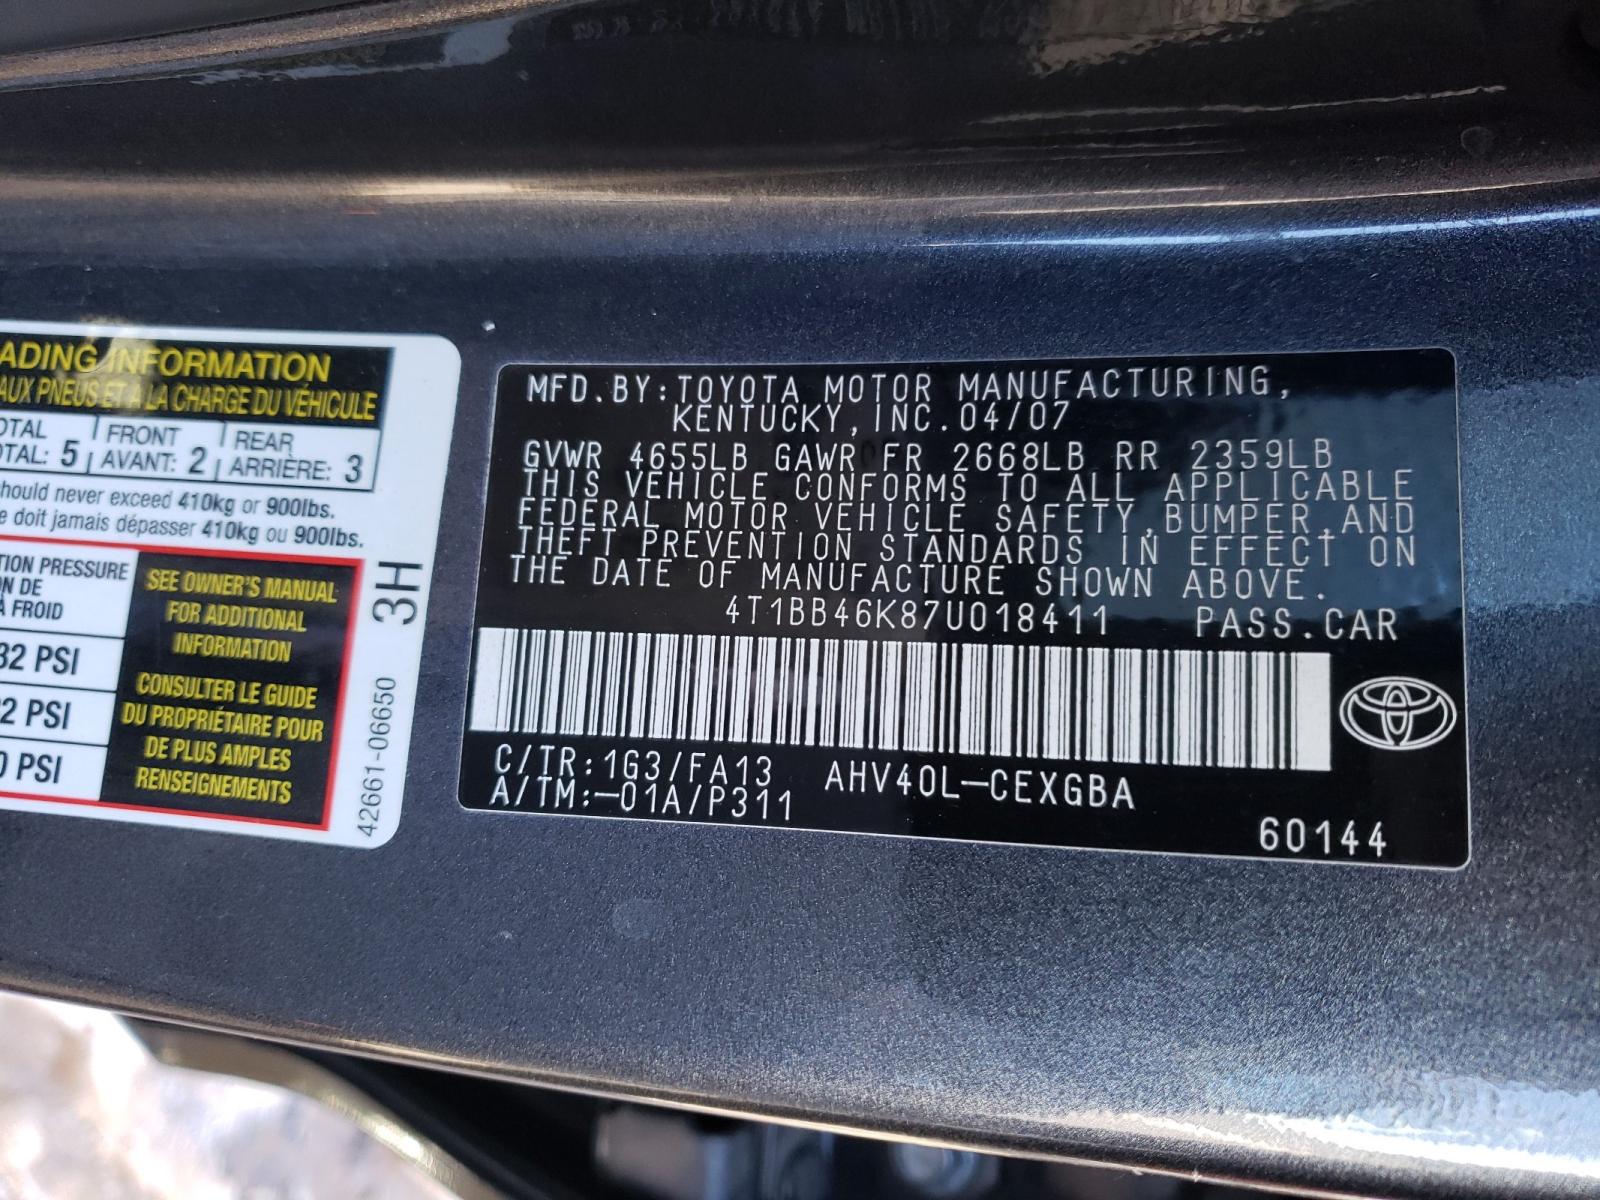 ADING INFORMATION
AUX PNEUS ET À LA CHARGE DU VÉHICULE
OTAL FRONT REAR
OTAL: 5 AVANT: 2 ARRIÈRE: 3
should never exceed 410kg or 900lbs.
e doit jamais dépasser 410kg ou 900lbs.
TION PRESSURE
N DE
À FROID
32 PSI
2 PSI
0 PSI
SEE OWNER'S MANUAL
FOR ADDITIONAL
INFORMATION
CONSULTER LE GUIDE
DU PROPRIÉTAIRE POUR
DE PLUS AMPLES
RENSEIGNEMENTS
42661-06650 3H
MFD.BY:TOYOTA MOTOR MANUFACTURING,
KENTUCKY,INC.04/07
GVWR 4655LB GAWR FR 2668LB RR 2359LB
THIS VEHICLE CONFORMS TO ALL APPLICABLE
FEDERAL MOTOR VEHICLE SAFETY,BUMPER,AND
THEFT PREVENTION STANDARDS IN EFFECT ON
THE DATE OF MANUFACTURE SHOWN ABOVE.
4T1BB46K87U018411 PASS.CAR
C/TR:1G3/FA13 AHV40L-CEXGBA
A/TM:-01A/P311
60144